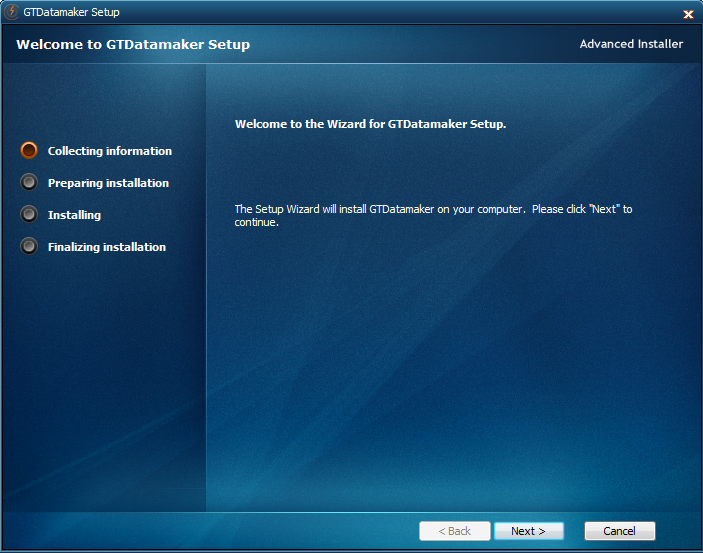 GTDatamaker Setup
Welcome to GTDatamaker Setup
Advanced Installer
Welcome to the Wizard for GTDatamaker Setup.
Collecting information
Preparing installation
Installing
Finalizing installation
The Setup Wizard will install GTDatamaker on your computer.  Please click "Next" to
continue.
< Back
Next >
Cancel